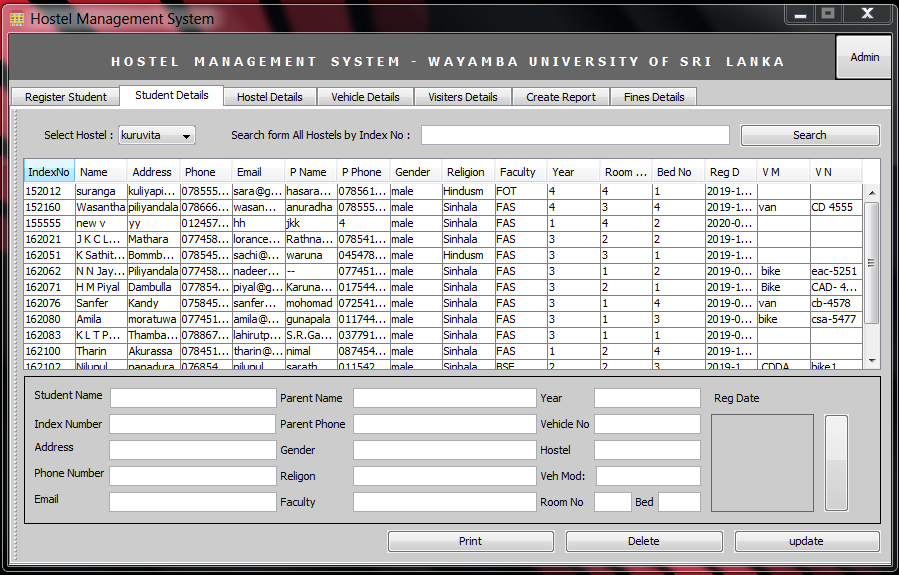 Hostel Management System
HOSTEL MANAGEMENT SYSTEM - WAYAMBA UNIVERSITY OF SRI LANKA
Admin
Register Student Student Details Hostel Details Vehicle Details Visiters Details Create Report Fines Details
Select Hostel : kuruvita Search form All Hostels by Index No : Search
IndexNo Name Address Phone Email P Name P Phone Gender Religion Faculty Year Room ... Bed No Reg D V M V N
152012 suranga kuliyapi... 078555... sara@g... hasara... 078561... male Hindusm FOT 4 4 1 2019-1...
152160 Wasantha piliyandala 078666... wasan... anuradha 078555... male Sinhala FAS 4 3 4 2019-1... van CD 4555
155555 new v yy 012457... hh jkk 4 male Sinhala FAS 1 4 2 2020-0...
162021 J K C L... Mathara 077458... lorance... Rathna... 078541... male Sinhala FAS 3 2 2 2019-1...
162051 K Sathit... Bommb... 078545... sachi@... waruna 045478... male Hindusm FAS 3 3 1 2019-1...
162062 N N Jay... Piliyandala 077458... nadeer... -- 077451... male Sinhala FAS 3 1 2 2019-0... bike eac-5251
162071 H M Piyal Dambulla 077854... piyal@g... Karuna... 017544... male Sinhala FAS 3 2 2 2019-1... Bike CAD- 4...
162076 Sanfer Kandy 075845... sanfer... mohomad 072541... male Sinhala FAS 3 1 4 2019-0... van cb-4578
162080 Amila moratuwa 077451... amila@... gunapala 011744... male Sinhala FAS 3 1 3 2019-0... bike csa-5477
162083 K L T P... Thamba... 078867... lahirutp... S.R.Ga... 037791... male Sinhala FAS 3 1 1 2019-0...
162100 Tharin Akurassa 078451... tharin@... nimal 087454... male Sinhala FAS 1 2 4 2019-1...
162102 Nilupul panadura 076854... nilupul... sarath 011542... male Sinhala BSF 2 2 3 2019-1... CDDA bike1
Student Name Parent Name Year Reg Date
Index Number Parent Phone Vehicle No
Address Gender Hostel
Phone Number Religon Veh Mod:
Email Faculty Room No Bed
Print Delete update